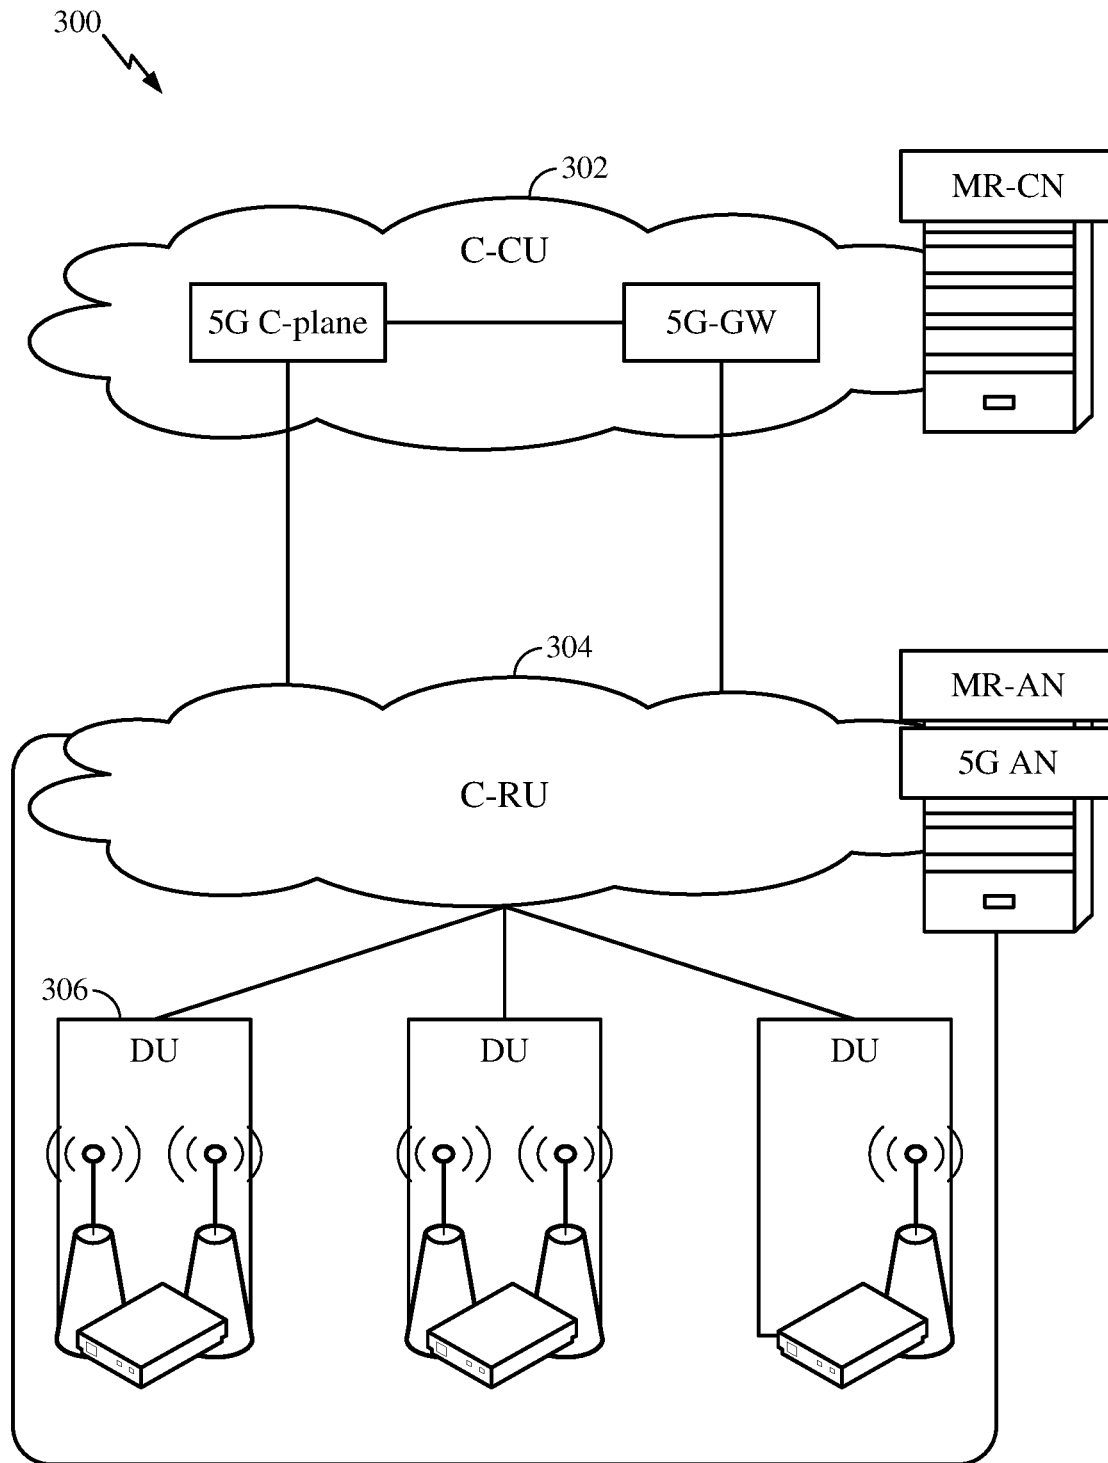 300
302
MR-CN
C-CU
5G C-plane
5G-GW
304
MR-AN
5G AN
C-RU
306
DU
DU
DU